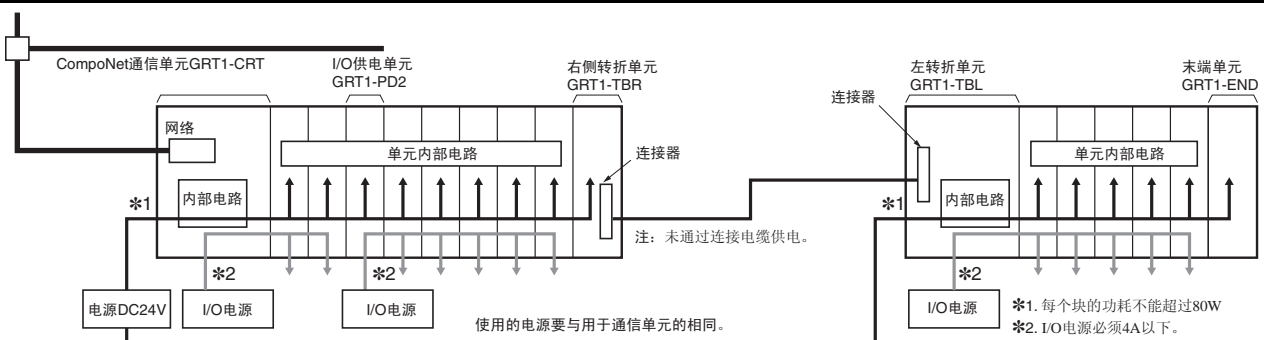 CompoNet通信单元GRT1-CRT
I/O供电单元
GRT1-PD2
右侧转折单元
GRT1-TBR
左转折单元
GRT1-TBL
末端单元
GRT1-END
连接器
网络
单元内部电路
连接器
单元内部电路
内部电路
内部电路
*1
*1
注：未通过连接电缆供电。
*2
*2
*2
电源DC24V
I/O电源
I/O电源
I/O电源
使用的电源要与用于通信单元的相同。
*1. 每个块的功耗不能超过80W
*2. I/O电源必须4A以下。